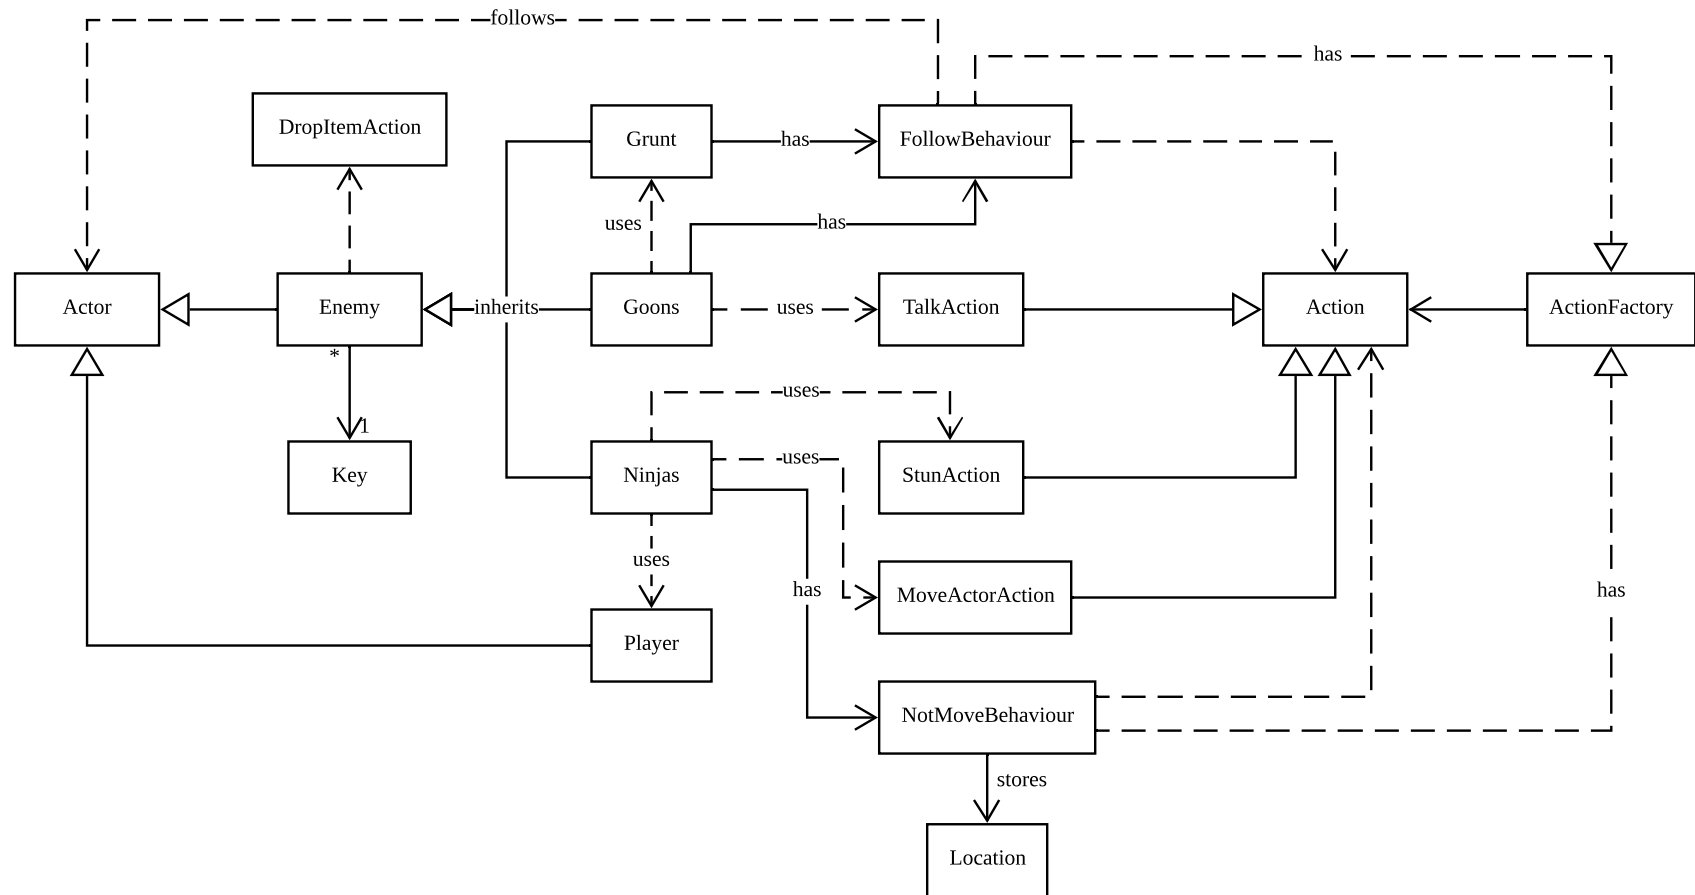 follows
has
DropItemAction
Grunt
has
FollowBehaviour
uses
has
Actor
Enemy
inherits
Goons
uses
TalkAction
Action
ActionFactory
*
1
uses
Key
Ninjas
uses
StunAction
uses
has
MoveActorAction
has
Player
NotMoveBehaviour
stores
Location